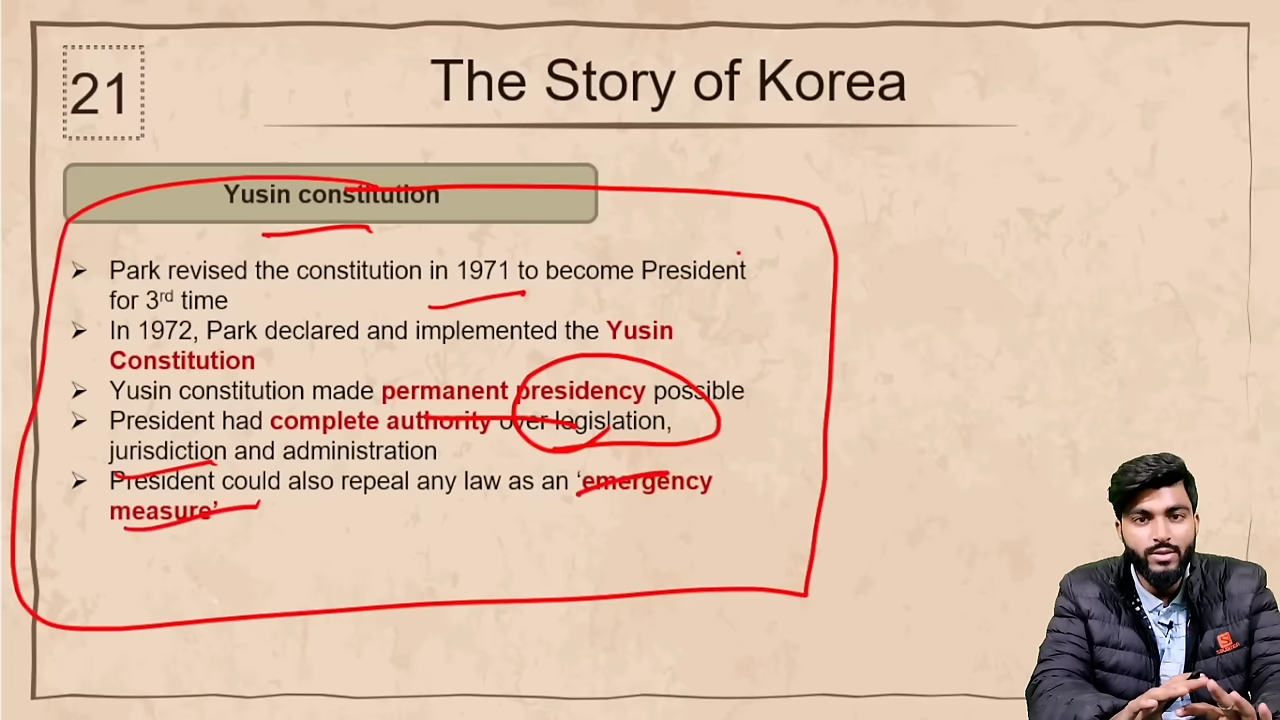 21
The Story of Korea
Yusin constitution
➢ Park revised the constitution in 1971 to become President
for 3rd time
➢ In 1972, Park declared and implemented the Yusin
Constitution
➢ Yusin constitution made permanent presidency possible
➢ President had complete authority over legislation,
jurisdiction and administration
➢ President could also repeal any law as an ‘emergency
measure’
S
SALOMON